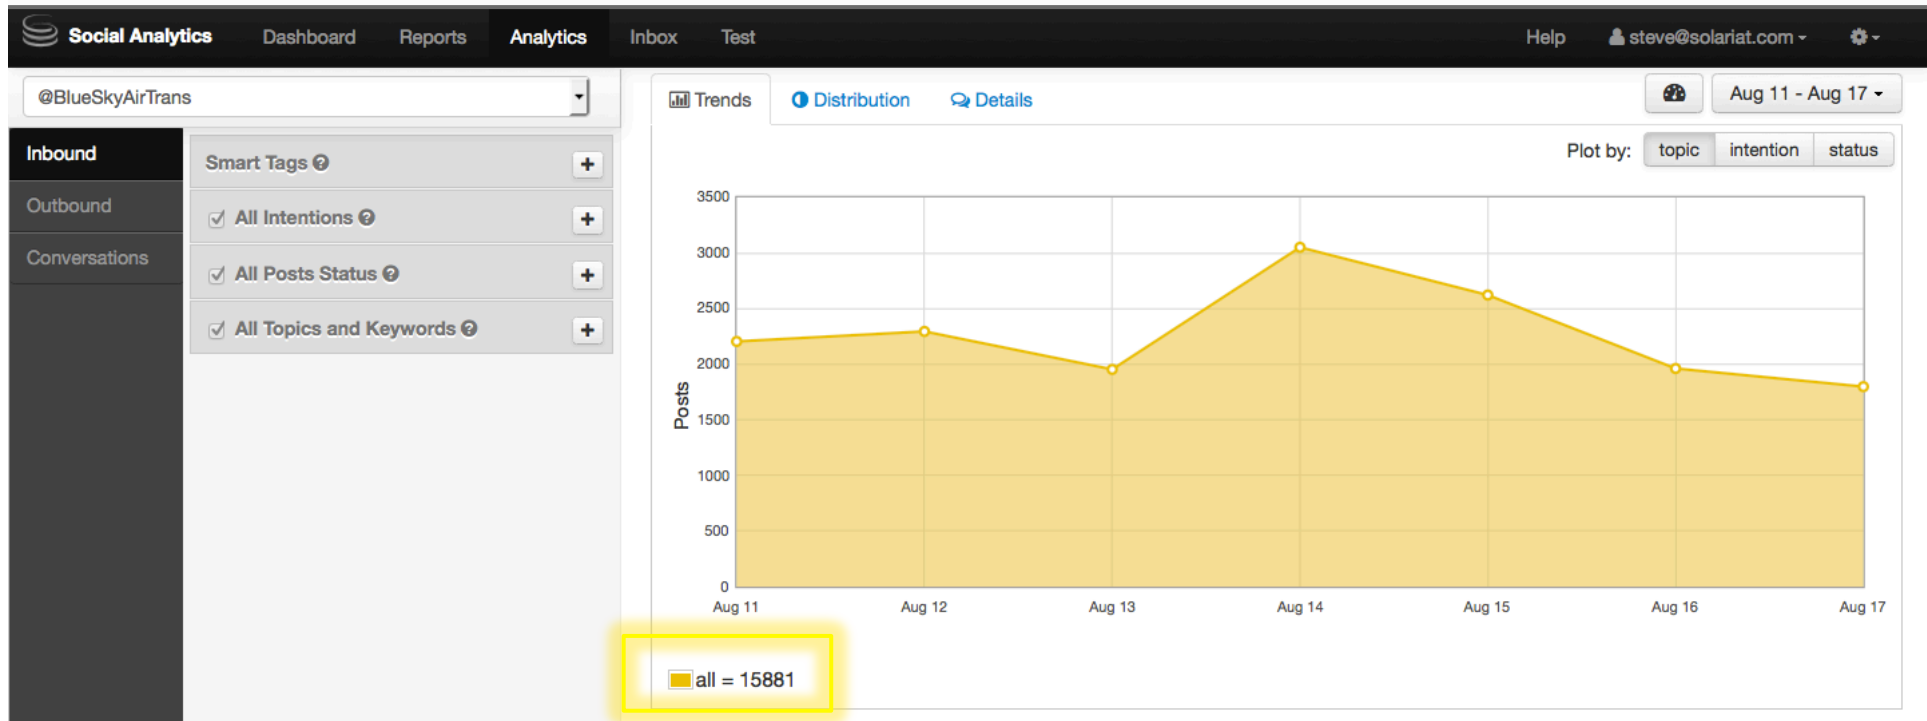 Social Analytics Dashboard Reports Analytics Inbox Test Help steve@solariat.com
@BlueSkyAirTrans
Inbound
Outbound
Conversations
Smart Tags
All Intentions
All Posts Status
All Topics and Keywords
Trends Distribution Details
Aug 11 - Aug 17
Plot by: topic intention status
3500
3000
2500
2000
1500
1000
500
0
Posts
Aug 11 Aug 12 Aug 13 Aug 14 Aug 15 Aug 16 Aug 17
all = 15881